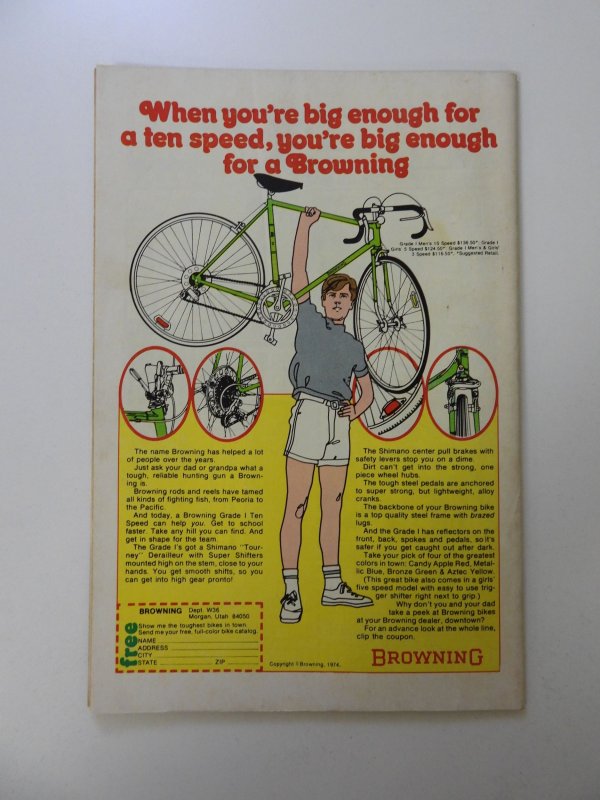 When you're big enough for
a ten speed, you're big enough
for a Browning
Grade I Men's 10 Speed $136.50*. Grade I
Girls' 5 Speed $124.50*. Grade I Men's & Girls'
3 Speed $116.50*. *Suggested Retail.
The name Browning has helped a lot
of people over the years.
Just ask your dad or grandpa what a
tough, reliable hunting gun a Brown-
ing is.
Browning rods and reels have tamed
all kinds of fighting fish, from Peoria to
the Pacific.
And today, a Browning Grade I Ten
Speed can help you. Get to school
faster. Take any hill you can find. And
get in shape for the team.
The Grade I's got a Shimano "Tour-
ney" Derailleur with Super Shifters
mounted high on the stem, close to your
hands. You get smooth shifts, so you
can get into high gear pronto!
The Shimano center pull brakes with
safety levers stop you on a dime.
Dirt can't get into the strong, one
piece wheel hubs.
The tough steel pedals are anchored
to super strong, but lightweight, alloy
cranks.
The backbone of your Browning bike
is a top quality steel frame with brazed
lugs.
And the Grade I has reflectors on the
front, back, spokes and pedals, so it's
safer if you get caught out after dark.
Take your pick of four of the greatest
colors in town: Candy Apple Red, Metal-
lic Blue, Bronze Green & Aztec Yellow.
(This great bike also comes in a girls'
five speed model with easy to use trig-
ger shifter right next to grip.)
Why don't you and your dad
take a peek at Browning bikes
at your Browning dealer, downtown?
For an advance look at the whole line,
clip the coupon.
BROWNING Dept. W36
Morgan, Utah 84050
free
Show me the toughest bikes in town.
Send me your free, full-color bike catalog.
NAME
ADDRESS
CITY
STATE ZIP
Copyright © Browning, 1974.
BROWNING